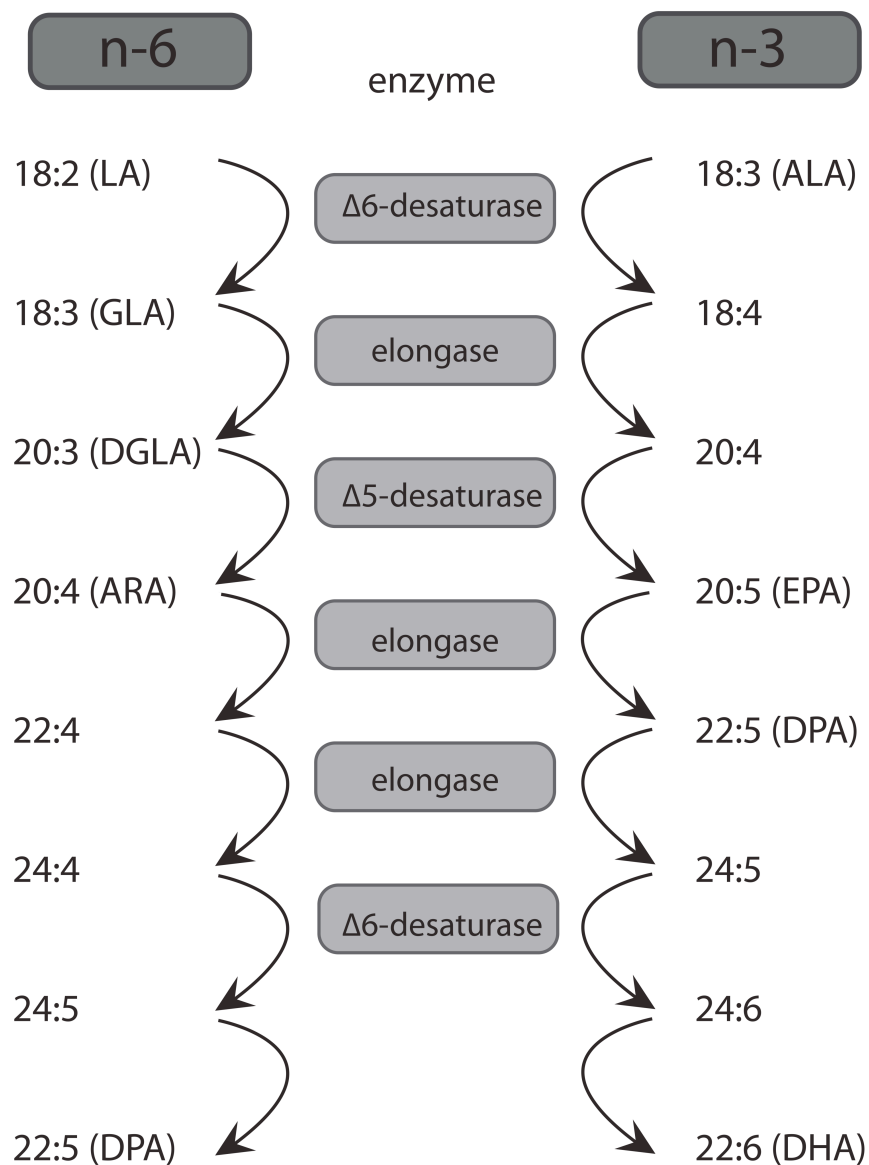 n-6
enzyme
n-3
18:2 (LA)
Δ6-desaturase
18:3 (ALA)
18:3 (GLA)
18:4
elongase
20:3 (DGLA)
20:4
Δ5-desaturase
20:4 (ARA)
20:5 (EPA)
elongase
22:4
22:5 (DPA)
elongase
24:4
24:5
Δ6-desaturase
24:5
24:6
22:5 (DPA)
22:6 (DHA)